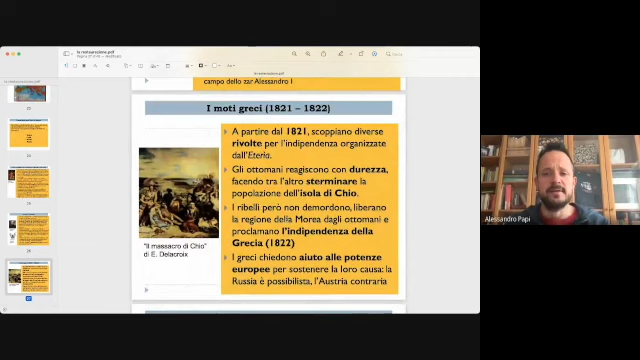 la restaurazione.pdf
Cerca
la restaurazione.pdf
campo dello zar Alessandro I
I moti greci (1821 – 1822)
A partire dal 1821, scoppiano diverse
rivolte per l'indipendenza organizzate
dall'Eteria.
Gli ottomani reagiscono con durezza,
facendo tra l'altro sterminare la
popolazione dell'isola di Chio.
I ribelli però non demordono, liberano
la regione della Morea dagli ottomani e
proclamano l'indipendenza della
Grecia (1822)
I greci chiedono aiuto alle potenze
europee per sostenere la loro causa: la
Russia è possibilista, l'Austria contraria
"Il massacro di Chio"
di E. Delacroix
Alessandro Papi